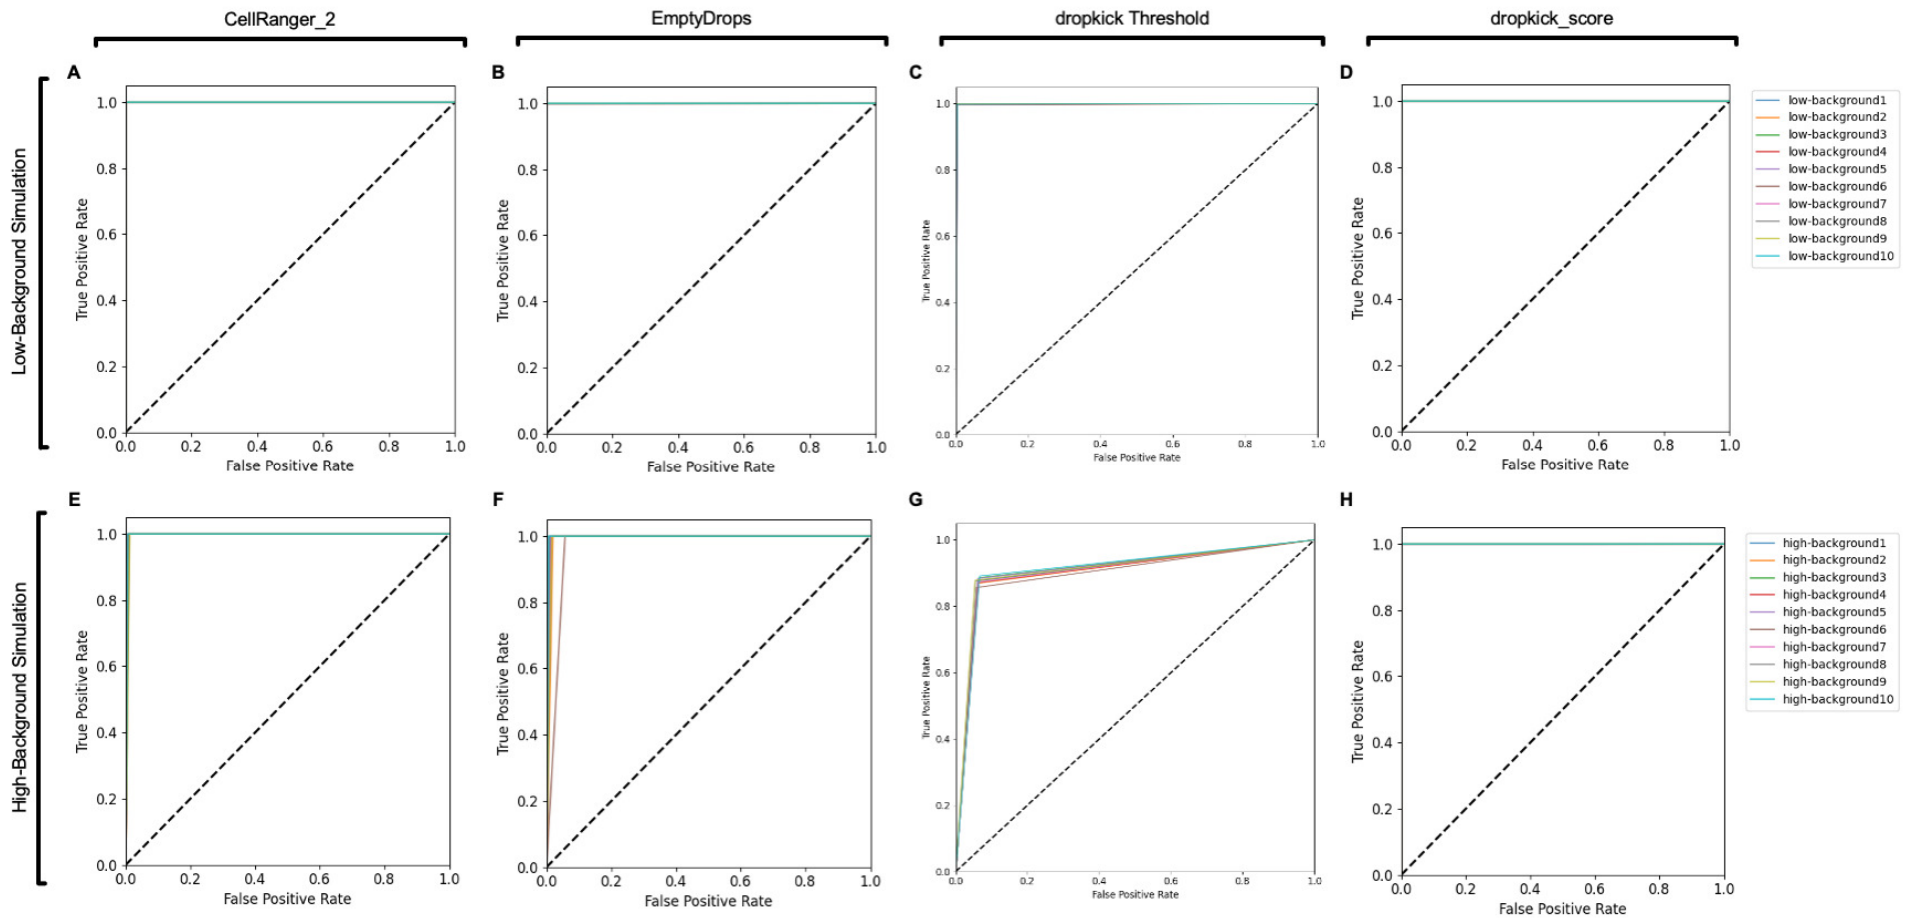 CellRanger_2
EmptyDrops
dropkick Threshold
dropkick_score
Low-Background Simulation
A
1.0
0.8
0.6
0.4
0.2
0.0
True Positive Rate
0.0 0.2 0.4 0.6 0.8 1.0
False Positive Rate
B
1.0
0.8
0.6
0.4
0.2
0.0
True Positive Rate
0.0 0.2 0.4 0.6 0.8 1.0
False Positive Rate
C
1.0
0.8
0.6
0.4
0.2
0.0
True Positive Rate
0.0 0.2 0.4 0.6 0.8 1.0
False Positive Rate
D
1.0
0.8
0.6
0.4
0.2
0.0
True Positive Rate
0.0 0.2 0.4 0.6 0.8 1.0
False Positive Rate
low-background1
low-background2
low-background3
low-background4
low-background5
low-background6
low-background7
low-background8
low-background9
low-background10
High-Background Simulation
E
1.0
0.8
0.6
0.4
0.2
0.0
True Positive Rate
0.0 0.2 0.4 0.6 0.8 1.0
False Positive Rate
F
1.0
0.8
0.6
0.4
0.2
0.0
True Positive Rate
0.0 0.2 0.4 0.6 0.8 1.0
False Positive Rate
G
1.0
0.8
0.6
0.4
0.2
0.0
True Positive Rate
0.0 0.2 0.4 0.6 0.8 1.0
False Positive Rate
H
1.0
0.8
0.6
0.4
0.2
0.0
True Positive Rate
0.0 0.2 0.4 0.6 0.8 1.0
False Positive Rate
high-background1
high-background2
high-background3
high-background4
high-background5
high-background6
high-background7
high-background8
high-background9
high-background10